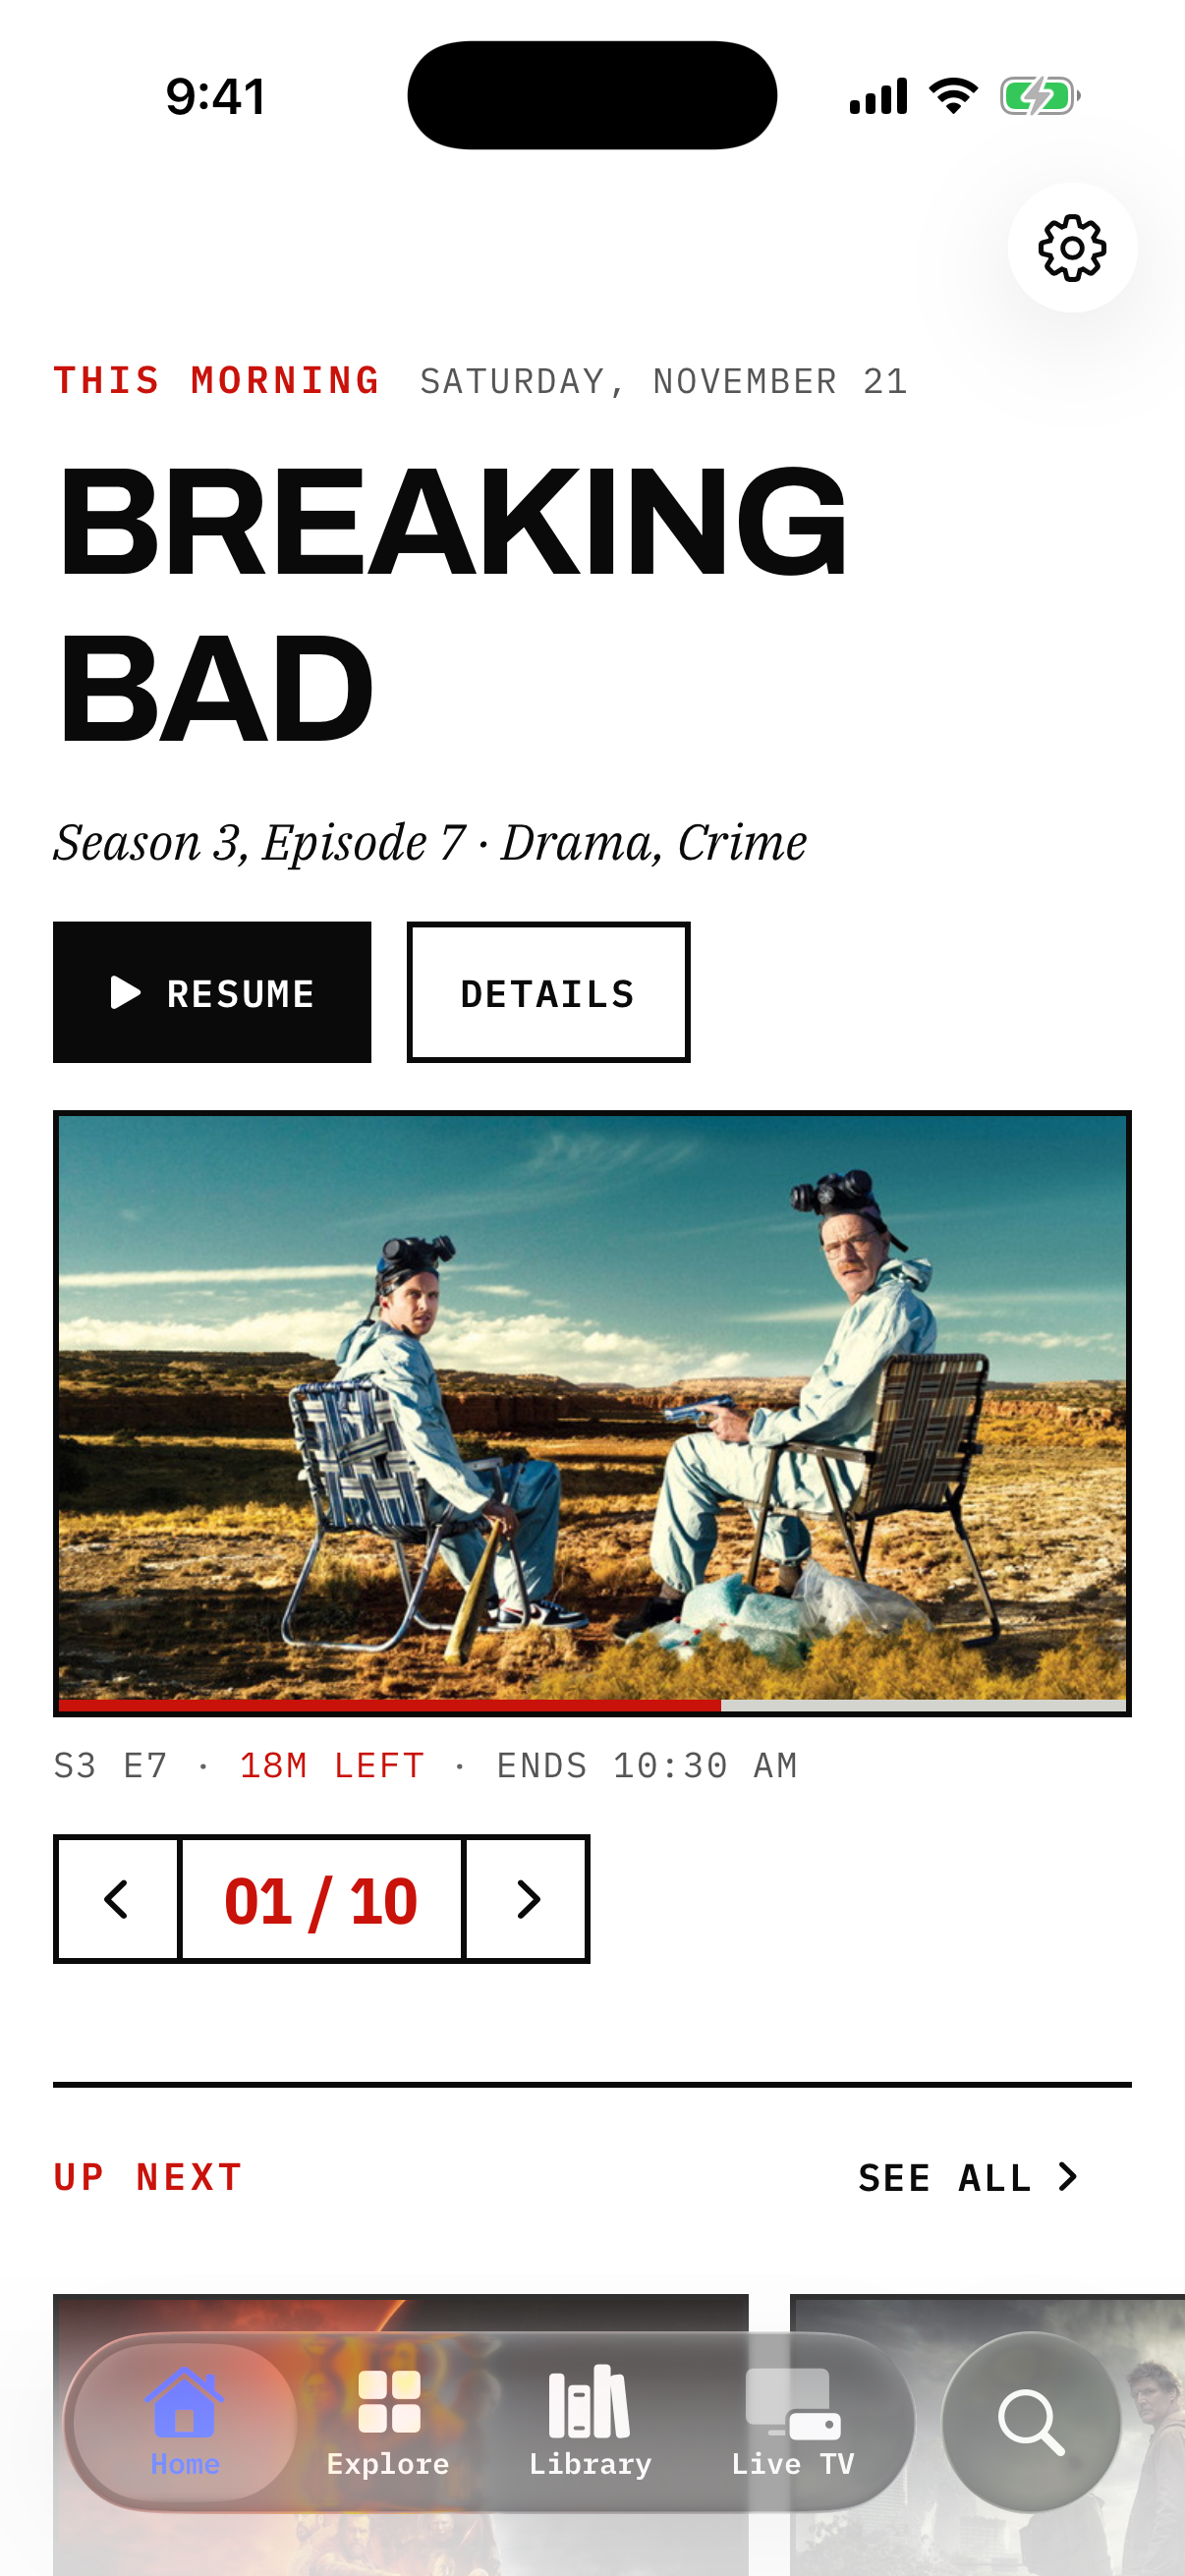 9:41
THIS MORNING SATURDAY, NOVEMBER 21
BREAKING
BAD
Season 3, Episode 7 · Drama, Crime
RESUME DETAILS
S3 E7 · 18M LEFT · ENDS 10:30 AM
01 / 10
UP NEXT SEE ALL
Home Explore Library Live TV